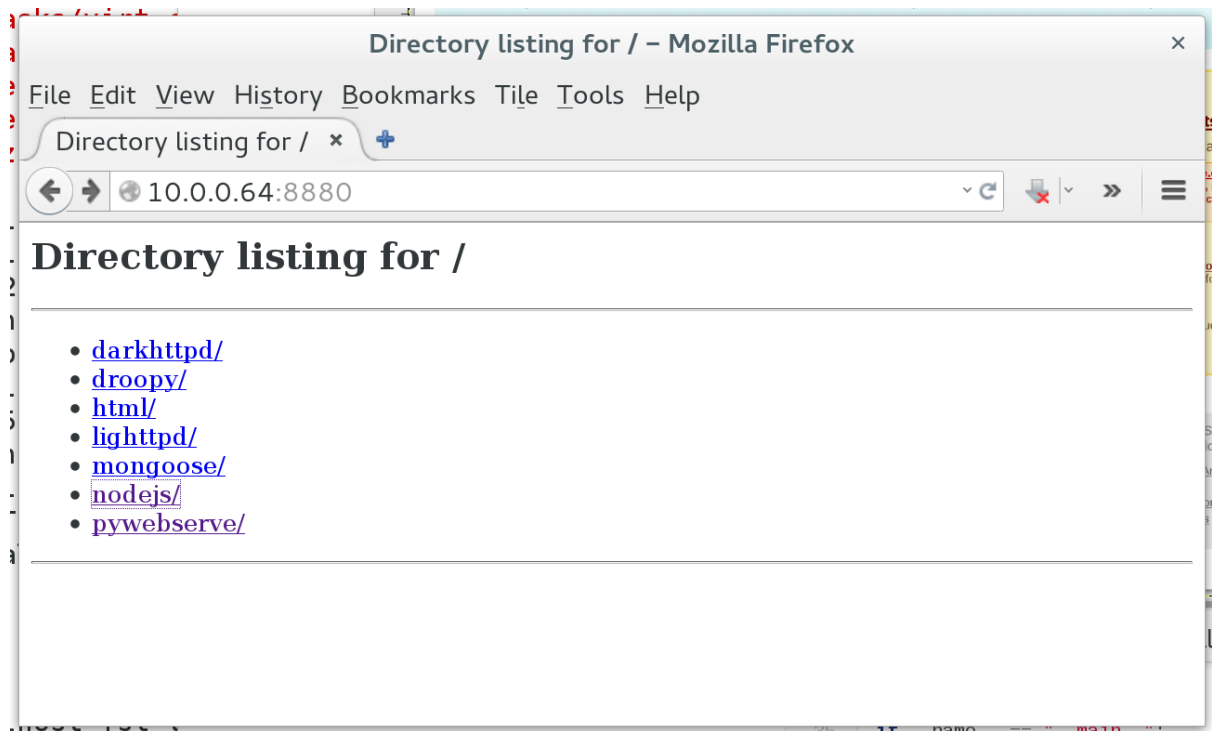 Directory listing for / – Mozilla Firefox
File Edit View History Bookmarks Tile Tools Help
Directory listing for /
10.0.0.64:8880
Directory listing for /
darkhttpd/
droopy/
html/
lighttpd/
mongoose/
nodejs/
pywebserve/